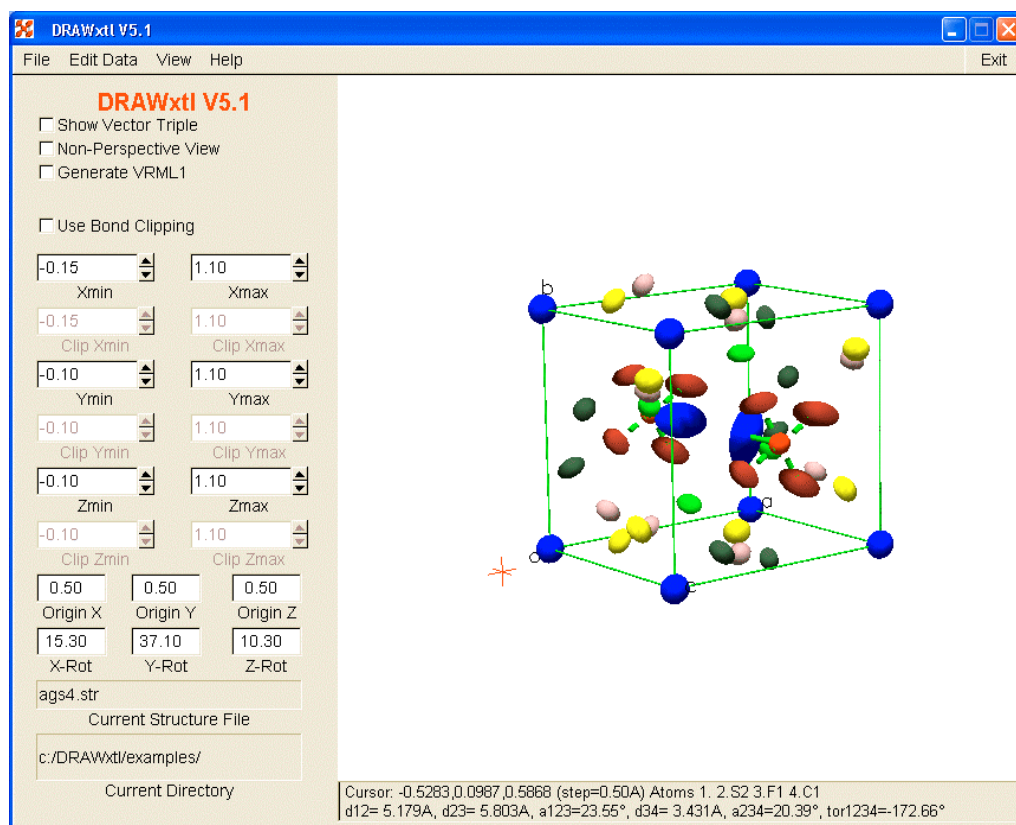 DRAWxtl V5.1
File Edit Data View Help Exit
DRAWxtl V5.1
Show Vector Triple
Non-Perspective View
Generate VRML1
Use Bond Clipping
-0.15 1.10
Xmin Xmax
-0.15 1.10
Clip Xmin Clip Xmax
-0.10 1.10
Ymin Ymax
-0.10 1.10
Clip Ymin Clip Ymax
-0.10 1.10
Zmin Zmax
-0.10 1.10
Clip Zmin Clip Zmax
0.50 0.50 0.50
Origin X Origin Y Origin Z
15.30 37.10 10.30
X-Rot Y-Rot Z-Rot
ags4.str
Current Structure File
c:/DRAWxtl/examples/
Current Directory
b
a
o
c
Cursor: -0.5283,0.0987,0.5868 (step=0.50A) Atoms 1. 2.S2 3.F1 4.C1
d12= 5.179A, d23= 5.803A, a123=23.55°, d34= 3.431A, a234=20.39°, tor1234=-172.66°